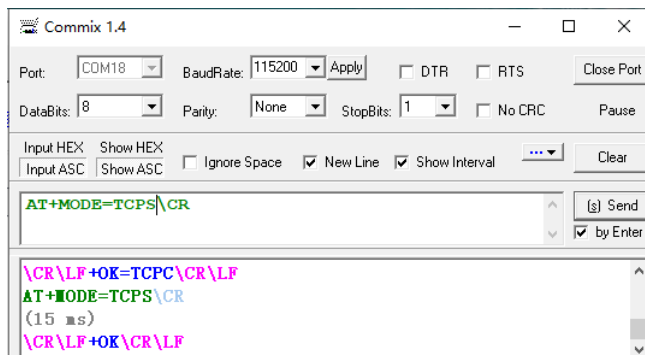 Commix 1.4
Port: COM18 BaudRate: 115200 Apply DTR RTS Close Port
DataBits: 8 Parity: None StopBits: 1 No CRC Pause
Input HEX Show HEX
Input ASC Show ASC Ignore Space New Line Show Interval ... Clear
AT+MODE=TCPS\CR
(s) Send
by Enter
\CR\LF+OK=TCPC\CR\LF
AT+MODE=TCPS\CR
(15 ms)
\CR\LF+OK\CR\LF